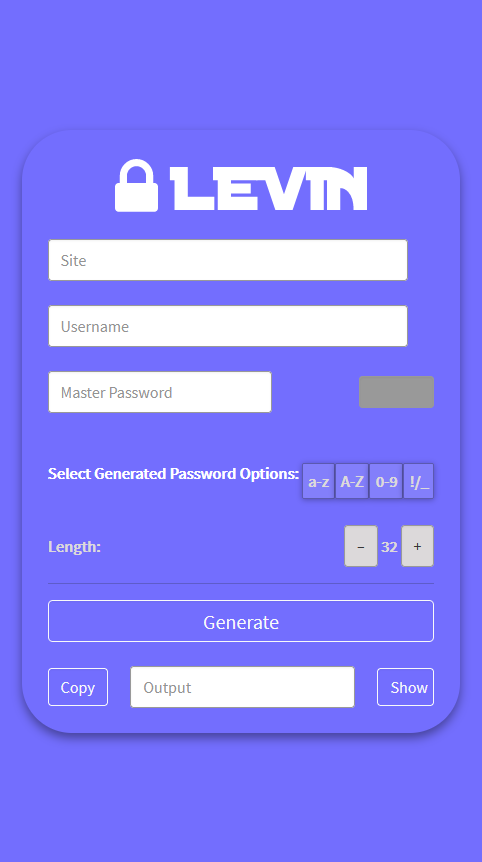 LEVIN
Site
Username
Master Password
Select Generated Password Options: a-z A-Z 0-9 !/_
Length: − 32 +
Generate
Copy Output Show